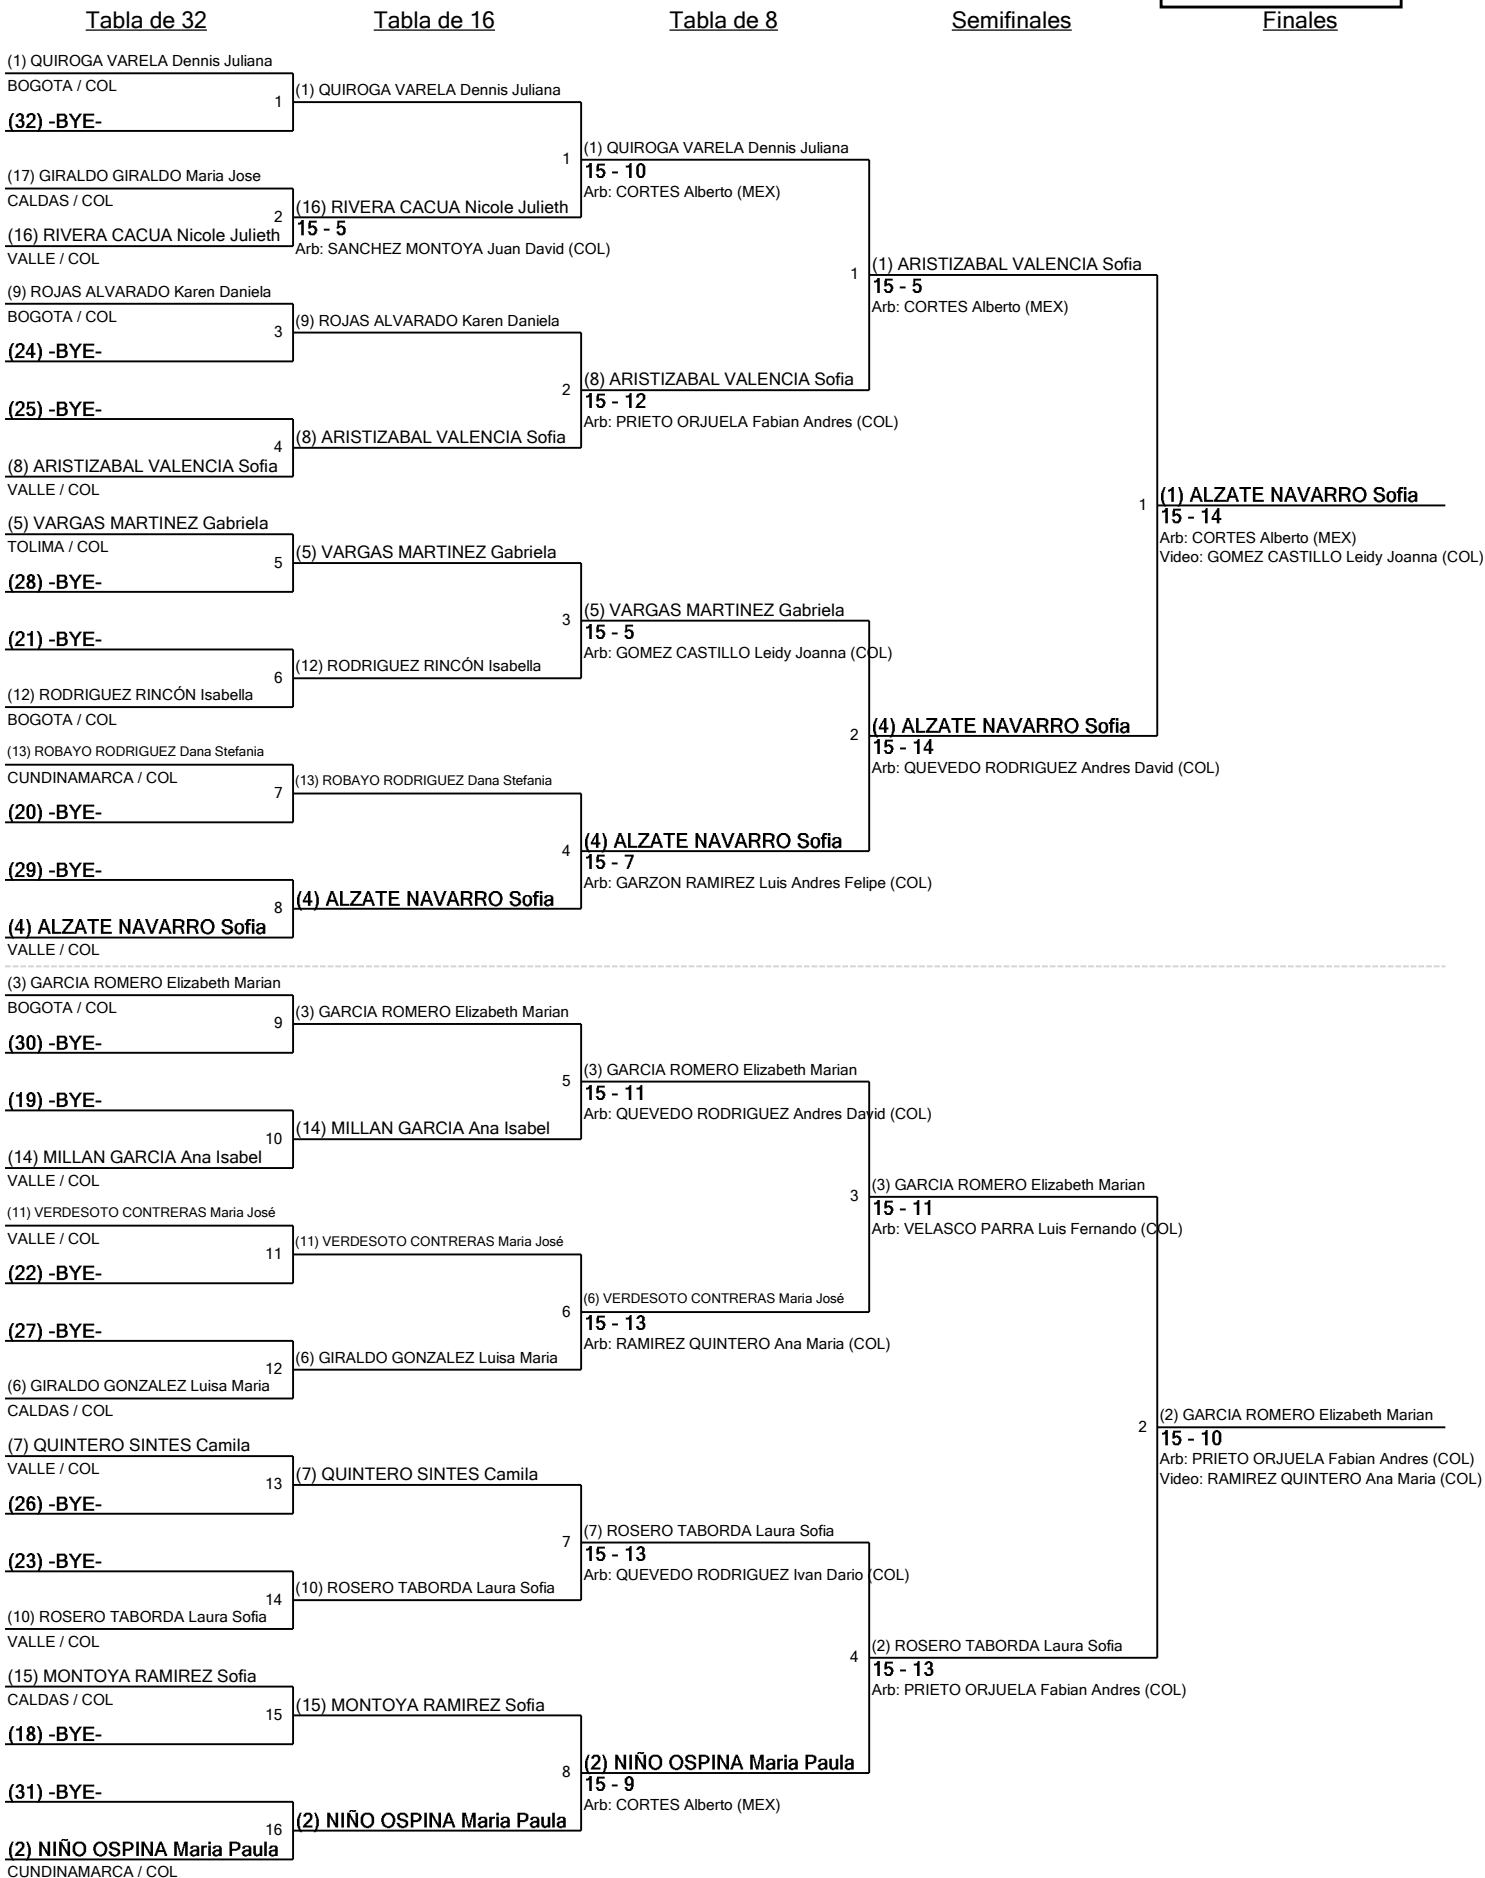 Tabla de 32
Tabla de 16
Tabla de 8
Semifinales
Finales
(1) QUIROGA VARELA Dennis Juliana
BOGOTA / COL
1
(32) -BYE-
(17) GIRALDO GIRALDO Maria Jose
CALDAS / COL
2
(16) RIVERA CACUA Nicole Julieth
VALLE / COL
(9) ROJAS ALVARADO Karen Daniela
BOGOTA / COL
3
(24) -BYE-
(25) -BYE-
4
(8) ARISTIZABAL VALENCIA Sofia
VALLE / COL
(5) VARGAS MARTINEZ Gabriela
TOLIMA / COL
5
(28) -BYE-
(21) -BYE-
6
(12) RODRIGUEZ RINCÓN Isabella
BOGOTA / COL
(13) ROBAYO RODRIGUEZ Dana Stefania
CUNDINAMARCA / COL
7
(20) -BYE-
(29) -BYE-
8
(4) ALZATE NAVARRO Sofia
VALLE / COL
(3) GARCIA ROMERO Elizabeth Marian
BOGOTA / COL
9
(30) -BYE-
(19) -BYE-
10
(14) MILLAN GARCIA Ana Isabel
VALLE / COL
(11) VERDESOTO CONTRERAS Maria José
VALLE / COL
11
(22) -BYE-
(27) -BYE-
12
(6) GIRALDO GONZALEZ Luisa Maria
CALDAS / COL
(7) QUINTERO SINTES Camila
VALLE / COL
13
(26) -BYE-
(23) -BYE-
14
(10) ROSERO TABORDA Laura Sofia
VALLE / COL
(15) MONTOYA RAMIREZ Sofia
CALDAS / COL
15
(18) -BYE-
(31) -BYE-
16
(2) NIÑO OSPINA Maria Paula
CUNDINAMARCA / COL
(1) QUIROGA VARELA Dennis Juliana
1
(16) RIVERA CACUA Nicole Julieth
15 - 5
Arb: SANCHEZ MONTOYA Juan David (COL)
(9) ROJAS ALVARADO Karen Daniela
2
(8) ARISTIZABAL VALENCIA Sofia
(5) VARGAS MARTINEZ Gabriela
3
(12) RODRIGUEZ RINCÓN Isabella
(13) ROBAYO RODRIGUEZ Dana Stefania
4
(4) ALZATE NAVARRO Sofia
(3) GARCIA ROMERO Elizabeth Marian
5
(14) MILLAN GARCIA Ana Isabel
(11) VERDESOTO CONTRERAS Maria José
6
(6) GIRALDO GONZALEZ Luisa Maria
(7) QUINTERO SINTES Camila
7
(10) ROSERO TABORDA Laura Sofia
(15) MONTOYA RAMIREZ Sofia
8
(2) NIÑO OSPINA Maria Paula
(1) QUIROGA VARELA Dennis Juliana
15 - 10
Arb: CORTES Alberto (MEX)
1
(8) ARISTIZABAL VALENCIA Sofia
15 - 12
Arb: PRIETO ORJUELA Fabian Andres (COL)
(5) VARGAS MARTINEZ Gabriela
15 - 5
Arb: GOMEZ CASTILLO Leidy Joanna (COL)
2
(4) ALZATE NAVARRO Sofia
15 - 7
Arb: GARZON RAMIREZ Luis Andres Felipe (COL)
(3) GARCIA ROMERO Elizabeth Marian
15 - 11
Arb: QUEVEDO RODRIGUEZ Andres David (COL)
3
(6) VERDESOTO CONTRERAS Maria José
15 - 13
Arb: RAMIREZ QUINTERO Ana Maria (COL)
(7) ROSERO TABORDA Laura Sofia
15 - 13
Arb: QUEVEDO RODRIGUEZ Ivan Dario (COL)
4
(2) NIÑO OSPINA Maria Paula
15 - 9
Arb: CORTES Alberto (MEX)
(1) ARISTIZABAL VALENCIA Sofia
15 - 5
Arb: CORTES Alberto (MEX)
1
(4) ALZATE NAVARRO Sofia
15 - 14
Arb: QUEVEDO RODRIGUEZ Andres David (COL)
(3) GARCIA ROMERO Elizabeth Marian
15 - 11
Arb: VELASCO PARRA Luis Fernando (COL)
2
(2) ROSERO TABORDA Laura Sofia
15 - 13
Arb: PRIETO ORJUELA Fabian Andres (COL)
(1) ALZATE NAVARRO Sofia
15 - 14
Arb: CORTES Alberto (MEX)
Video: GOMEZ CASTILLO Leidy Joanna (COL)
(2) GARCIA ROMERO Elizabeth Marian
15 - 10
Arb: PRIETO ORJUELA Fabian Andres (COL)
Video: RAMIREZ QUINTERO Ana Maria (COL)